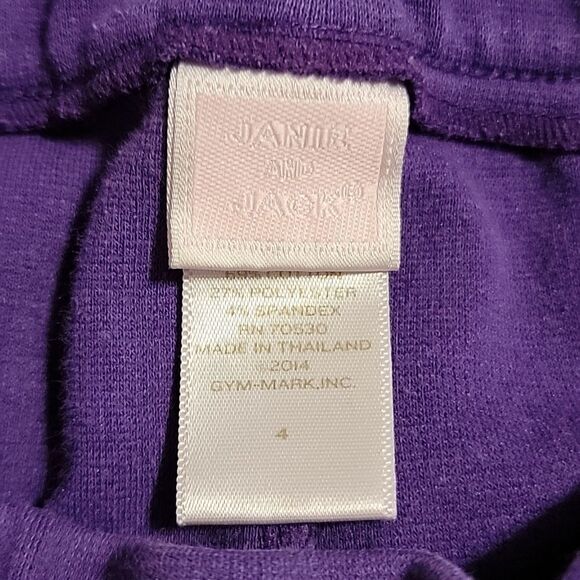 JANIE
AND
JACK
27% POLYESTER
4% SPANDEX
RN 70530
MADE IN THAILAND
©2014
GYM-MARK, INC.
4